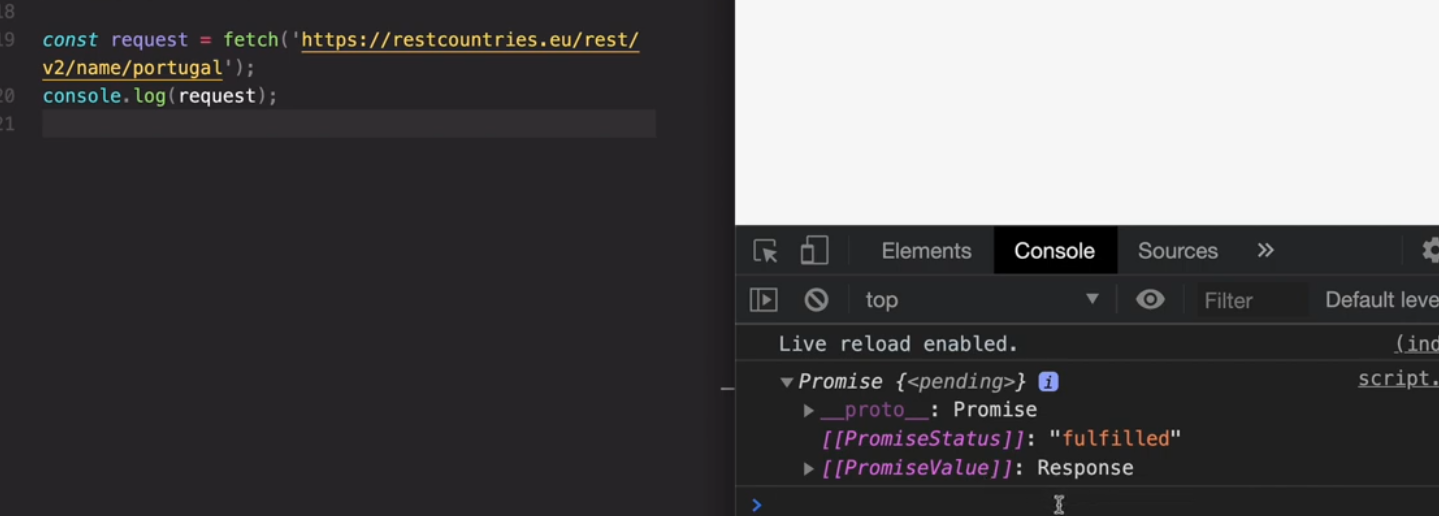 18
19 const request = fetch('https://restcountries.eu/rest/
v2/name/portugal');
20 console.log(request);
21
Elements Console Sources »
top Filter Default leve
Live reload enabled. (ind
Promise {<pending>} i script.
__proto__: Promise
[[PromiseStatus]]: "fulfilled"
[[PromiseValue]]: Response
>